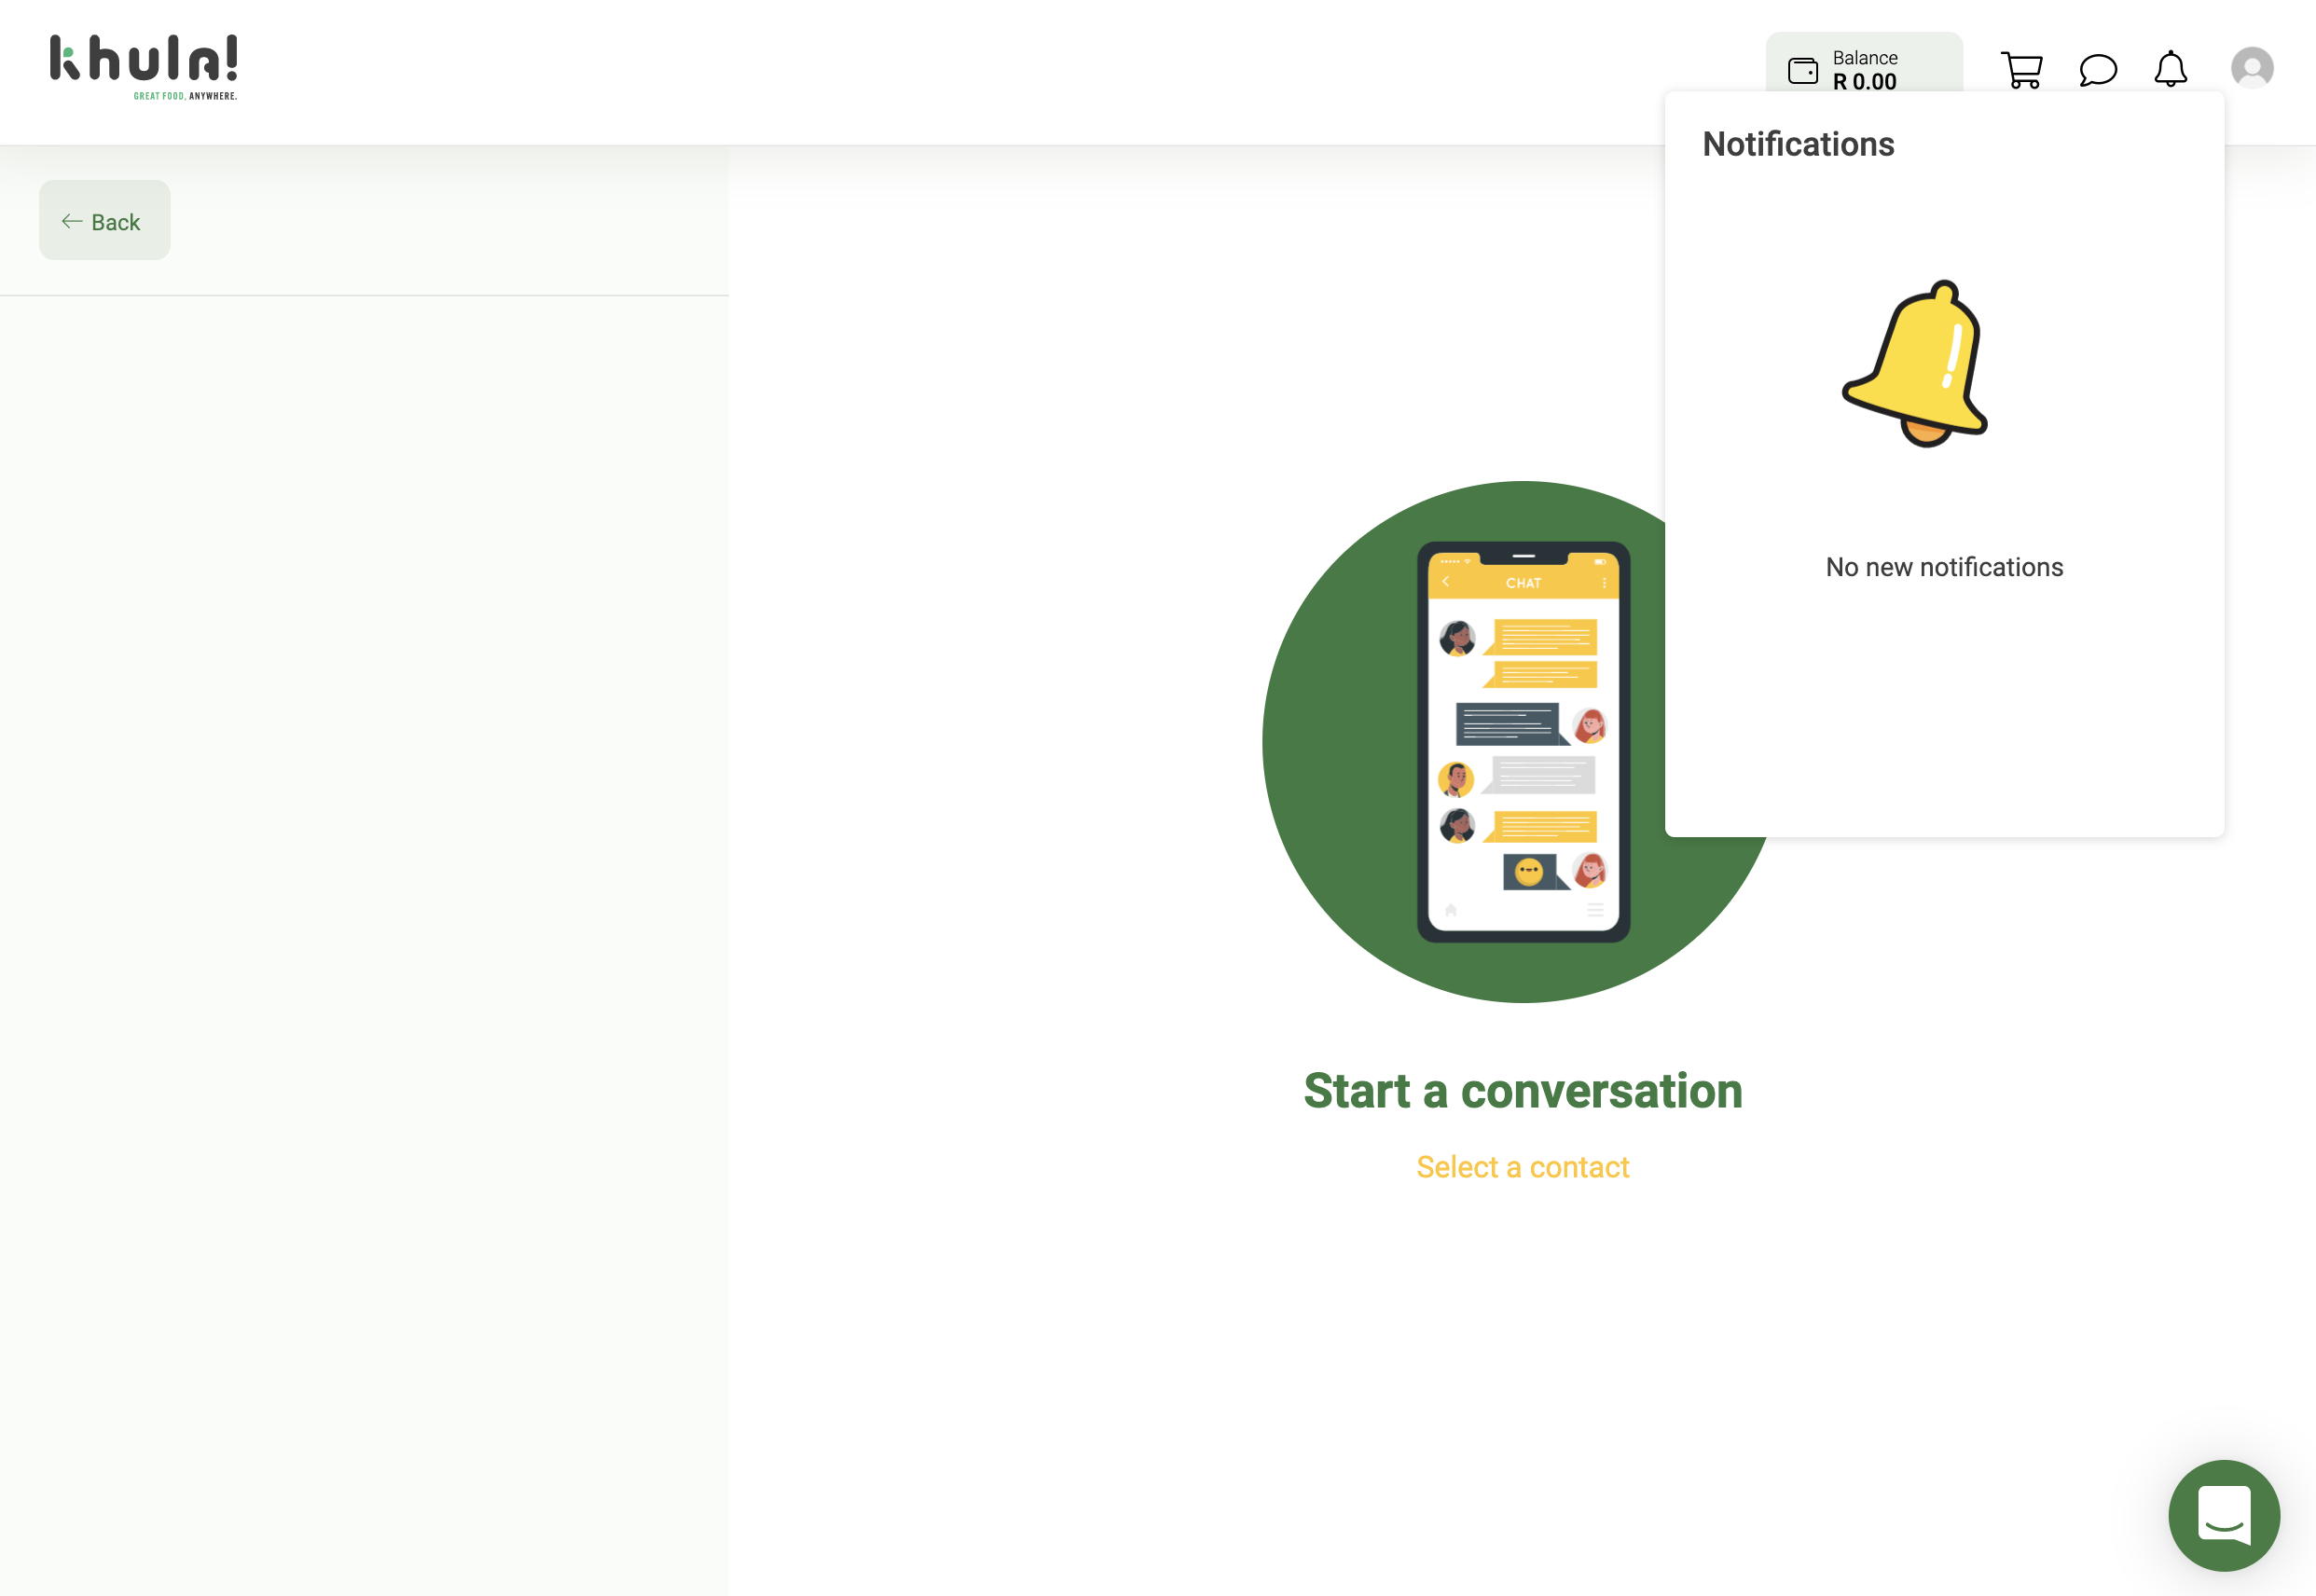 khula!
GREAT FOOD, ANYWHERE.
Balance
R 0.00
Notifications
Back
No new notifications
CHAT
Start a conversation
Select a contact